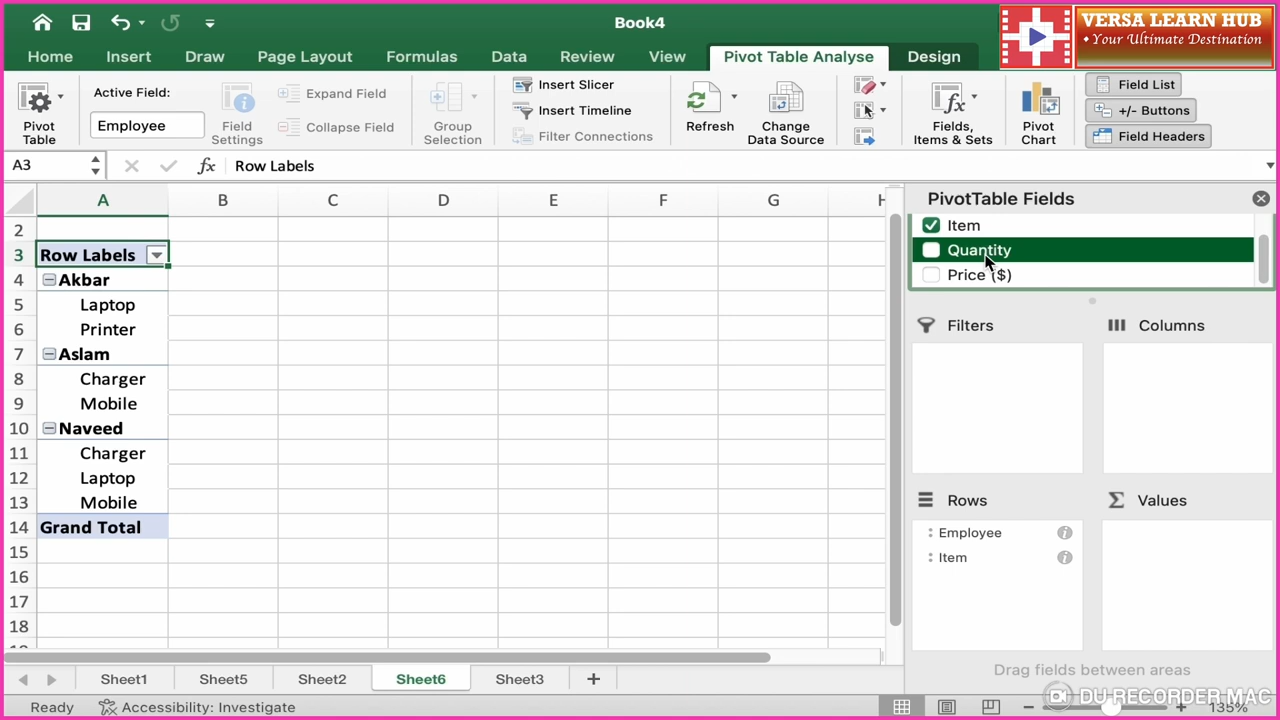 Book4
VERSA LEARN HUB
• Your Ultimate Destination
Home Insert Draw Page Layout Formulas Data Review View Pivot Table Analyse Design
Pivot Table
Active Field:
Employee
Field Settings
Expand Field
Collapse Field
Group Selection
Insert Slicer
Insert Timeline
Filter Connections
Refresh
Change Data Source
Fields, Items & Sets
Pivot Chart
Field List
+/- Buttons
Field Headers
A3 fx Row Labels
A B C D E F G H
2
3 Row Labels
4 Akbar
5 Laptop
6 Printer
7 Aslam
8 Charger
9 Mobile
10 Naveed
11 Charger
12 Laptop
13 Mobile
14 Grand Total
15
16
17
18
PivotTable Fields
Item
Quantity
Price ($)
Filters
Columns
Rows
Employee
Item
Values
Drag fields between areas
Sheet1 Sheet5 Sheet2 Sheet6 Sheet3
Ready Accessibility: Investigate
DU RECORDER MAC
135%